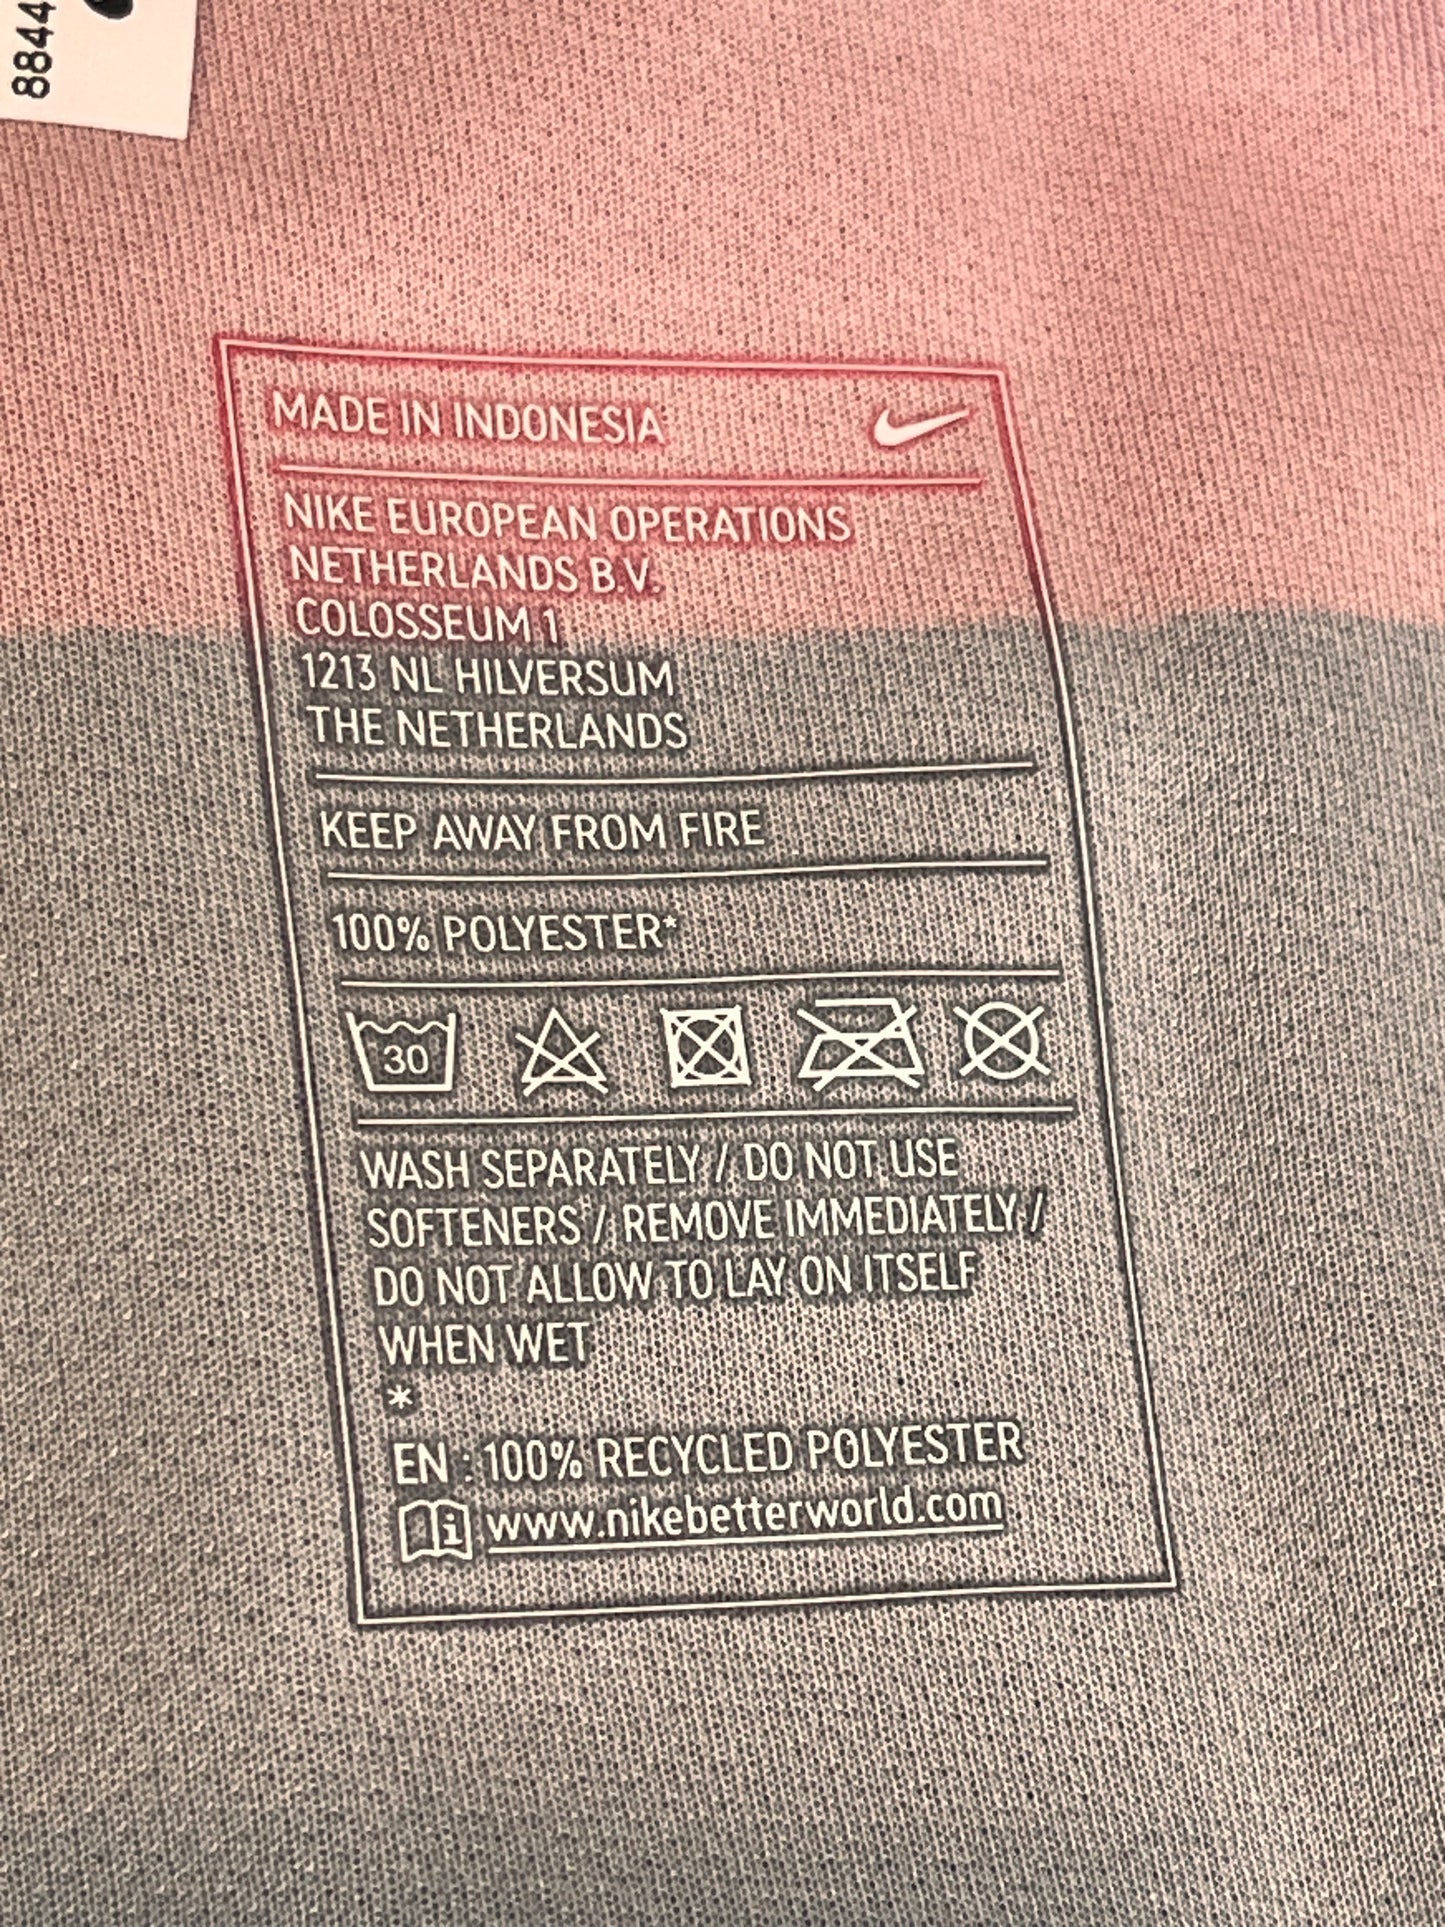 8844
MADE IN INDONESIA
NIKE EUROPEAN OPERATIONS
NETHERLANDS B.V.
COLOSSEUM 1
1213 NL HILVERSUM
THE NETHERLANDS
KEEP AWAY FROM FIRE
100% POLYESTER*
30
WASH SEPARATELY / DO NOT USE
SOFTENERS / REMOVE IMMEDIATELY /
DO NOT ALLOW TO LAY ON ITSELF
WHEN WET
*
EN : 100% RECYCLED POLYESTER
i www.nikebetterworld.com